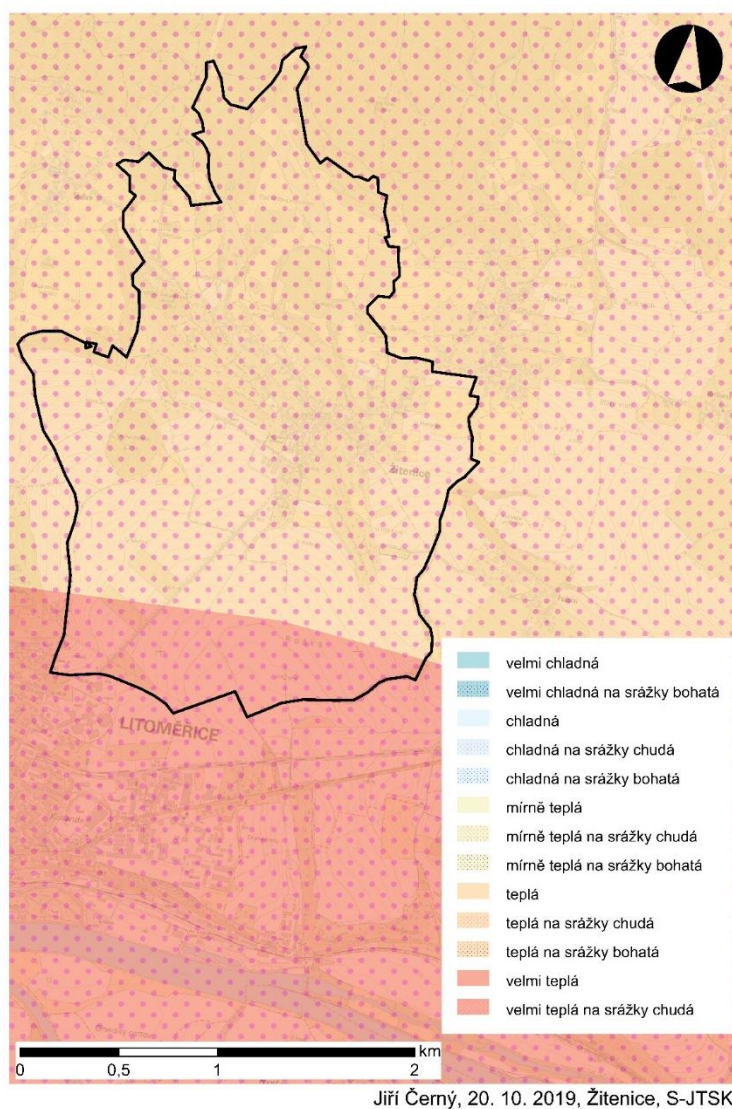 Žitenice
LITOMĚŘICE
velmi chladná
velmi chladná na srážky bohatá
chladná
chladná na srážky chudá
chladná na srážky bohatá
mírně teplá
mírně teplá na srážky chudá
mírně teplá na srážky bohatá
teplá
teplá na srážky chudá
teplá na srážky bohatá
velmi teplá
velmi teplá na srážky chudá
km
0 0,5 1 2
Jiří Černý, 20. 10. 2019, Žitenice, S-JTSK